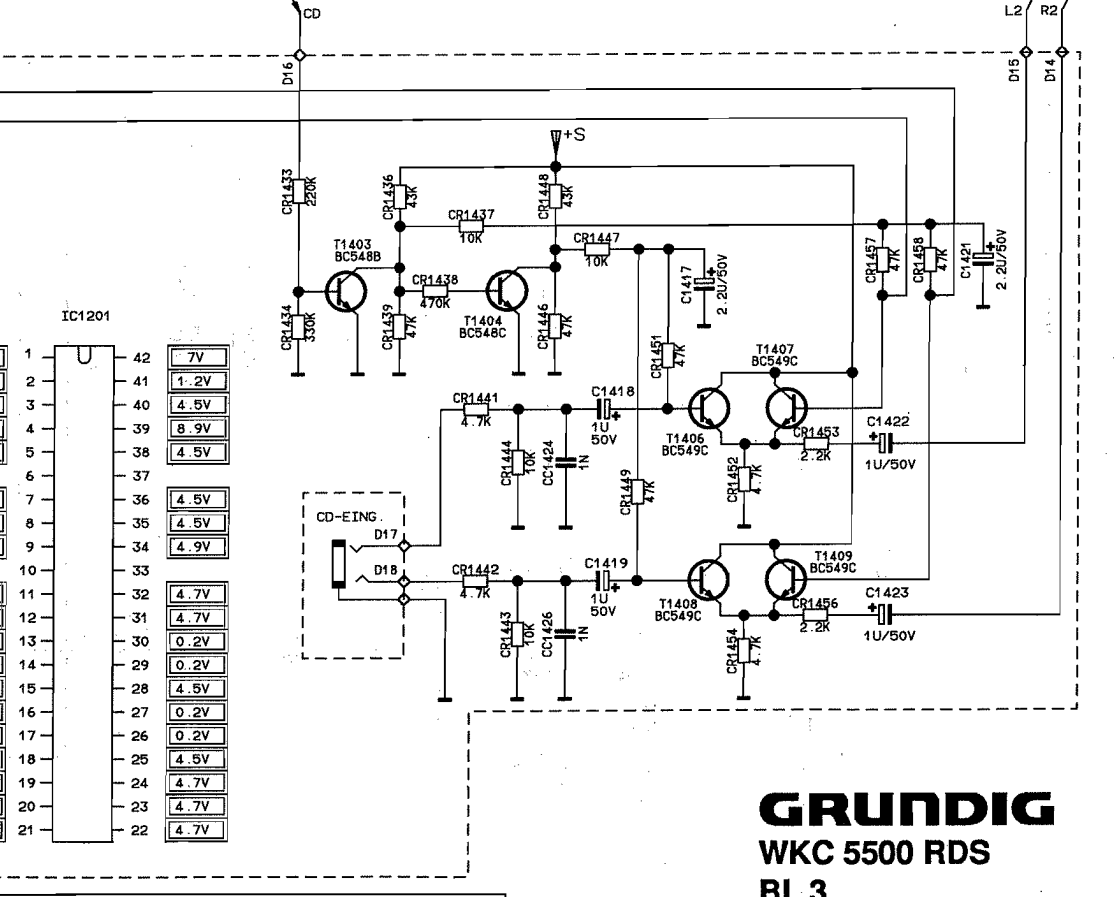 CD
L2 R2
D16
D15
D14
+S
CR1433
220K
CR1436
43K
CR1448
43K
CR1437
10K
CR1447
10K
T1403
BC548B
CR1438
470K
T1404
BC548C
CR1434
330K
CR1439
47K
CR1446
47K
C1417
2.2U/50V
CR1457
47K
CR1458
47K
C1421
2.2U/50V
CR1451
47K
T1407
BC549C
CR1441
4.7K
C1418
1U
50V
T1406
BC549C
CR1453
2.2K
C1422
1U/50V
CR1444
10K
CC1424
1N
CR1449
47K
CR1452
4.7K
CD-EING.
D17
D18
CR1442
4.7K
C1419
1U
50V
T1408
BC549C
T1409
BC549C
CR1456
2.2K
C1423
1U/50V
CR1443
10K
CC1426
1N
CR1454
4.7K
IC1201
1 42 7V
2 41 1.2V
3 40 4.5V
4 39 8.9V
5 38 4.5V
6 37
7 36 4.5V
8 35 4.5V
9 34 4.9V
10 33
11 32 4.7V
12 31 4.7V
13 30 0.2V
14 29 0.2V
15 28 4.5V
16 27 0.2V
17 26 0.2V
18 25 4.5V
19 24 4.7V
20 23 4.7V
21 22 4.7V
GRUNDIG
WKC 5500 RDS